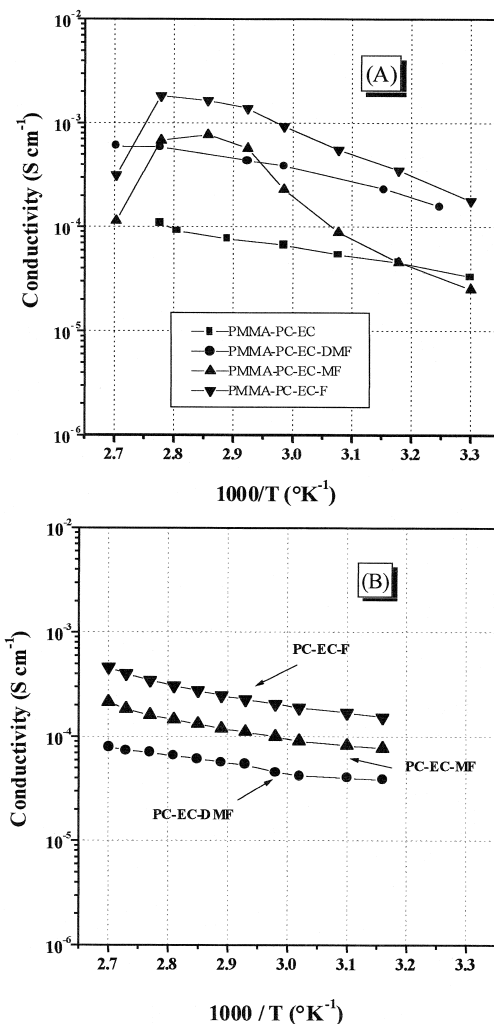 10⁻²
(A)
10⁻³
10⁻⁴
10⁻⁵
10⁻⁶
Conductivity (S cm⁻¹)
PMMA-PC-EC
PMMA-PC-EC-DMF
PMMA-PC-EC-MF
PMMA-PC-EC-F
2.7 2.8 2.9 3.0 3.1 3.2 3.3
1000/T (°K⁻¹)
10⁻²
(B)
10⁻³
10⁻⁴
10⁻⁵
10⁻⁶
Conductivity (S cm⁻¹)
PC-EC-F
PC-EC-MF
PC-EC-DMF
2.7 2.8 2.9 3.0 3.1 3.2 3.3
1000 / T (°K⁻¹)